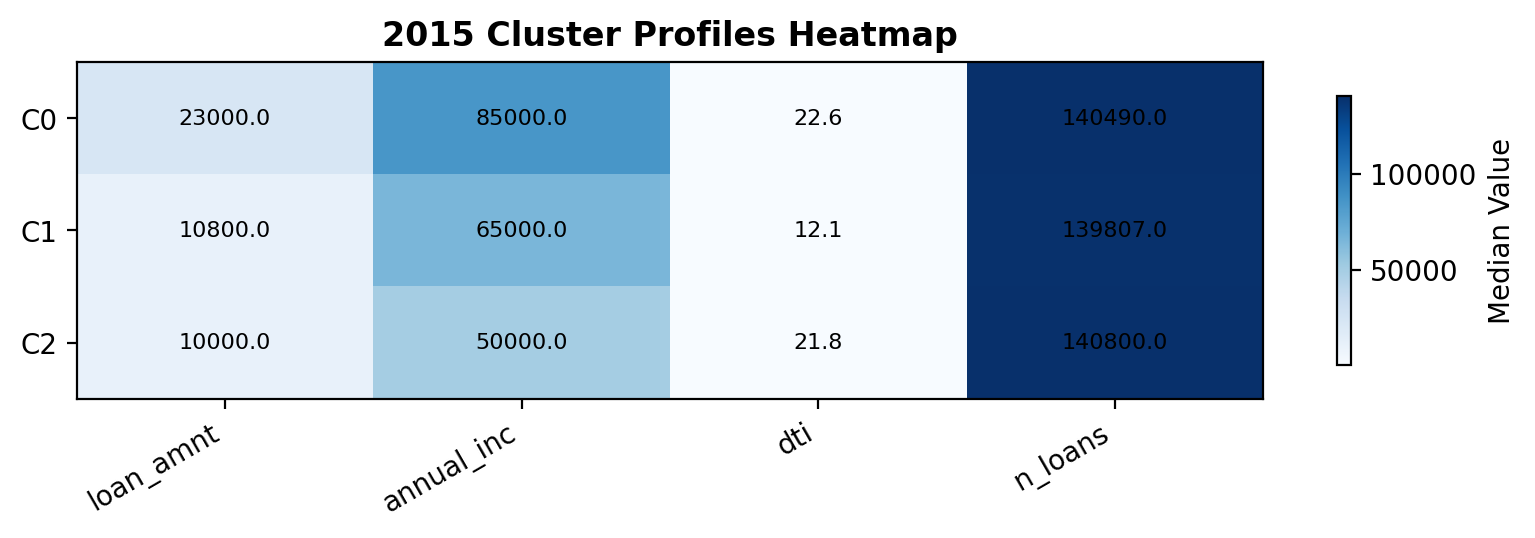 2015 Cluster Profiles Heatmap
C0 23000.0 85000.0 22.6 140490.0
C1 10800.0 65000.0 12.1 139807.0
C2 10000.0 50000.0 21.8 140800.0
loan_amnt annual_inc dti n_loans
100000
50000
Median Value